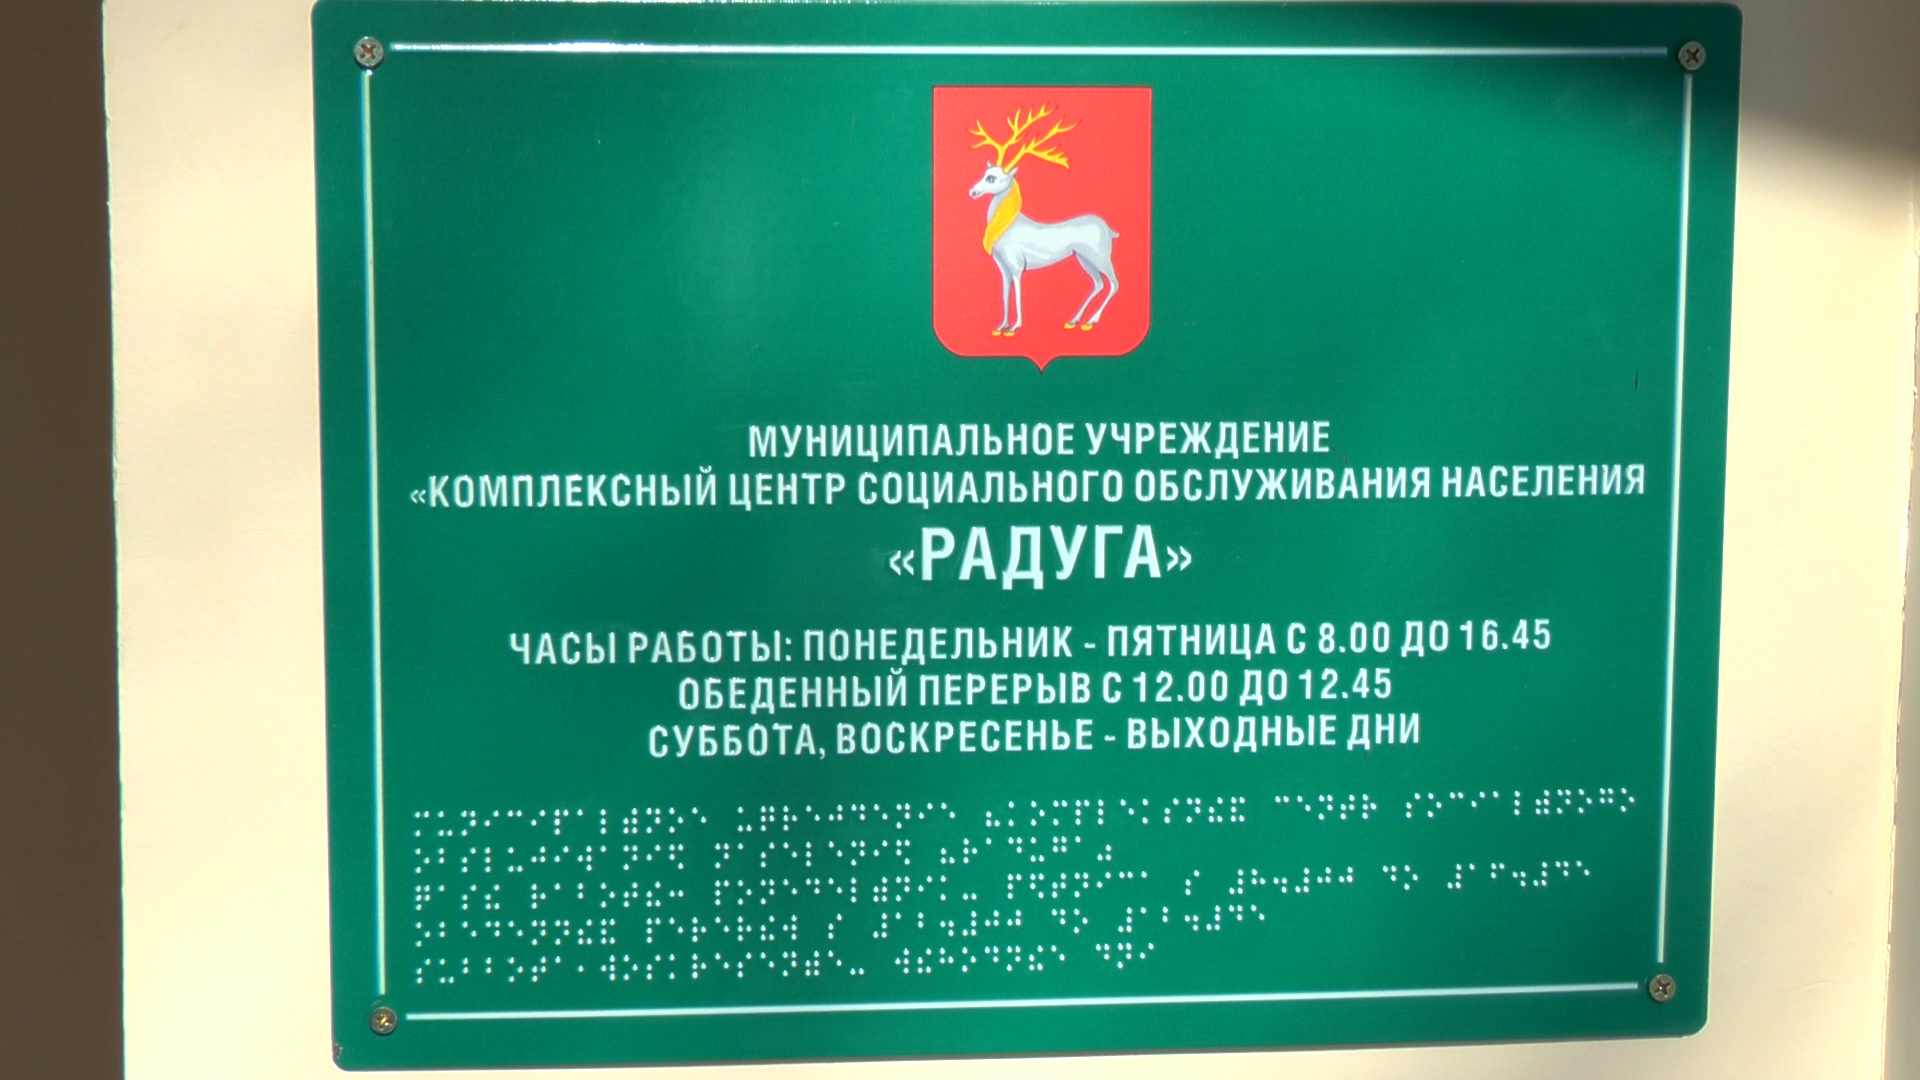 МУНИЦИПАЛЬНОЕ УЧРЕЖДЕНИЕ
«КОМПЛЕКСНЫЙ ЦЕНТР СОЦИАЛЬНОГО ОБСЛУЖИВАНИЯ НАСЕЛЕНИЯ
«РАДУГА»
ЧАСЫ РАБОТЫ: ПОНЕДЕЛЬНИК - ПЯТНИЦА С 8.00 ДО 16.45
ОБЕДЕННЫЙ ПЕРЕРЫВ С 12.00 ДО 12.45
СУББОТА, ВОСКРЕСЕНЬЕ - ВЫХОДНЫЕ ДНИ